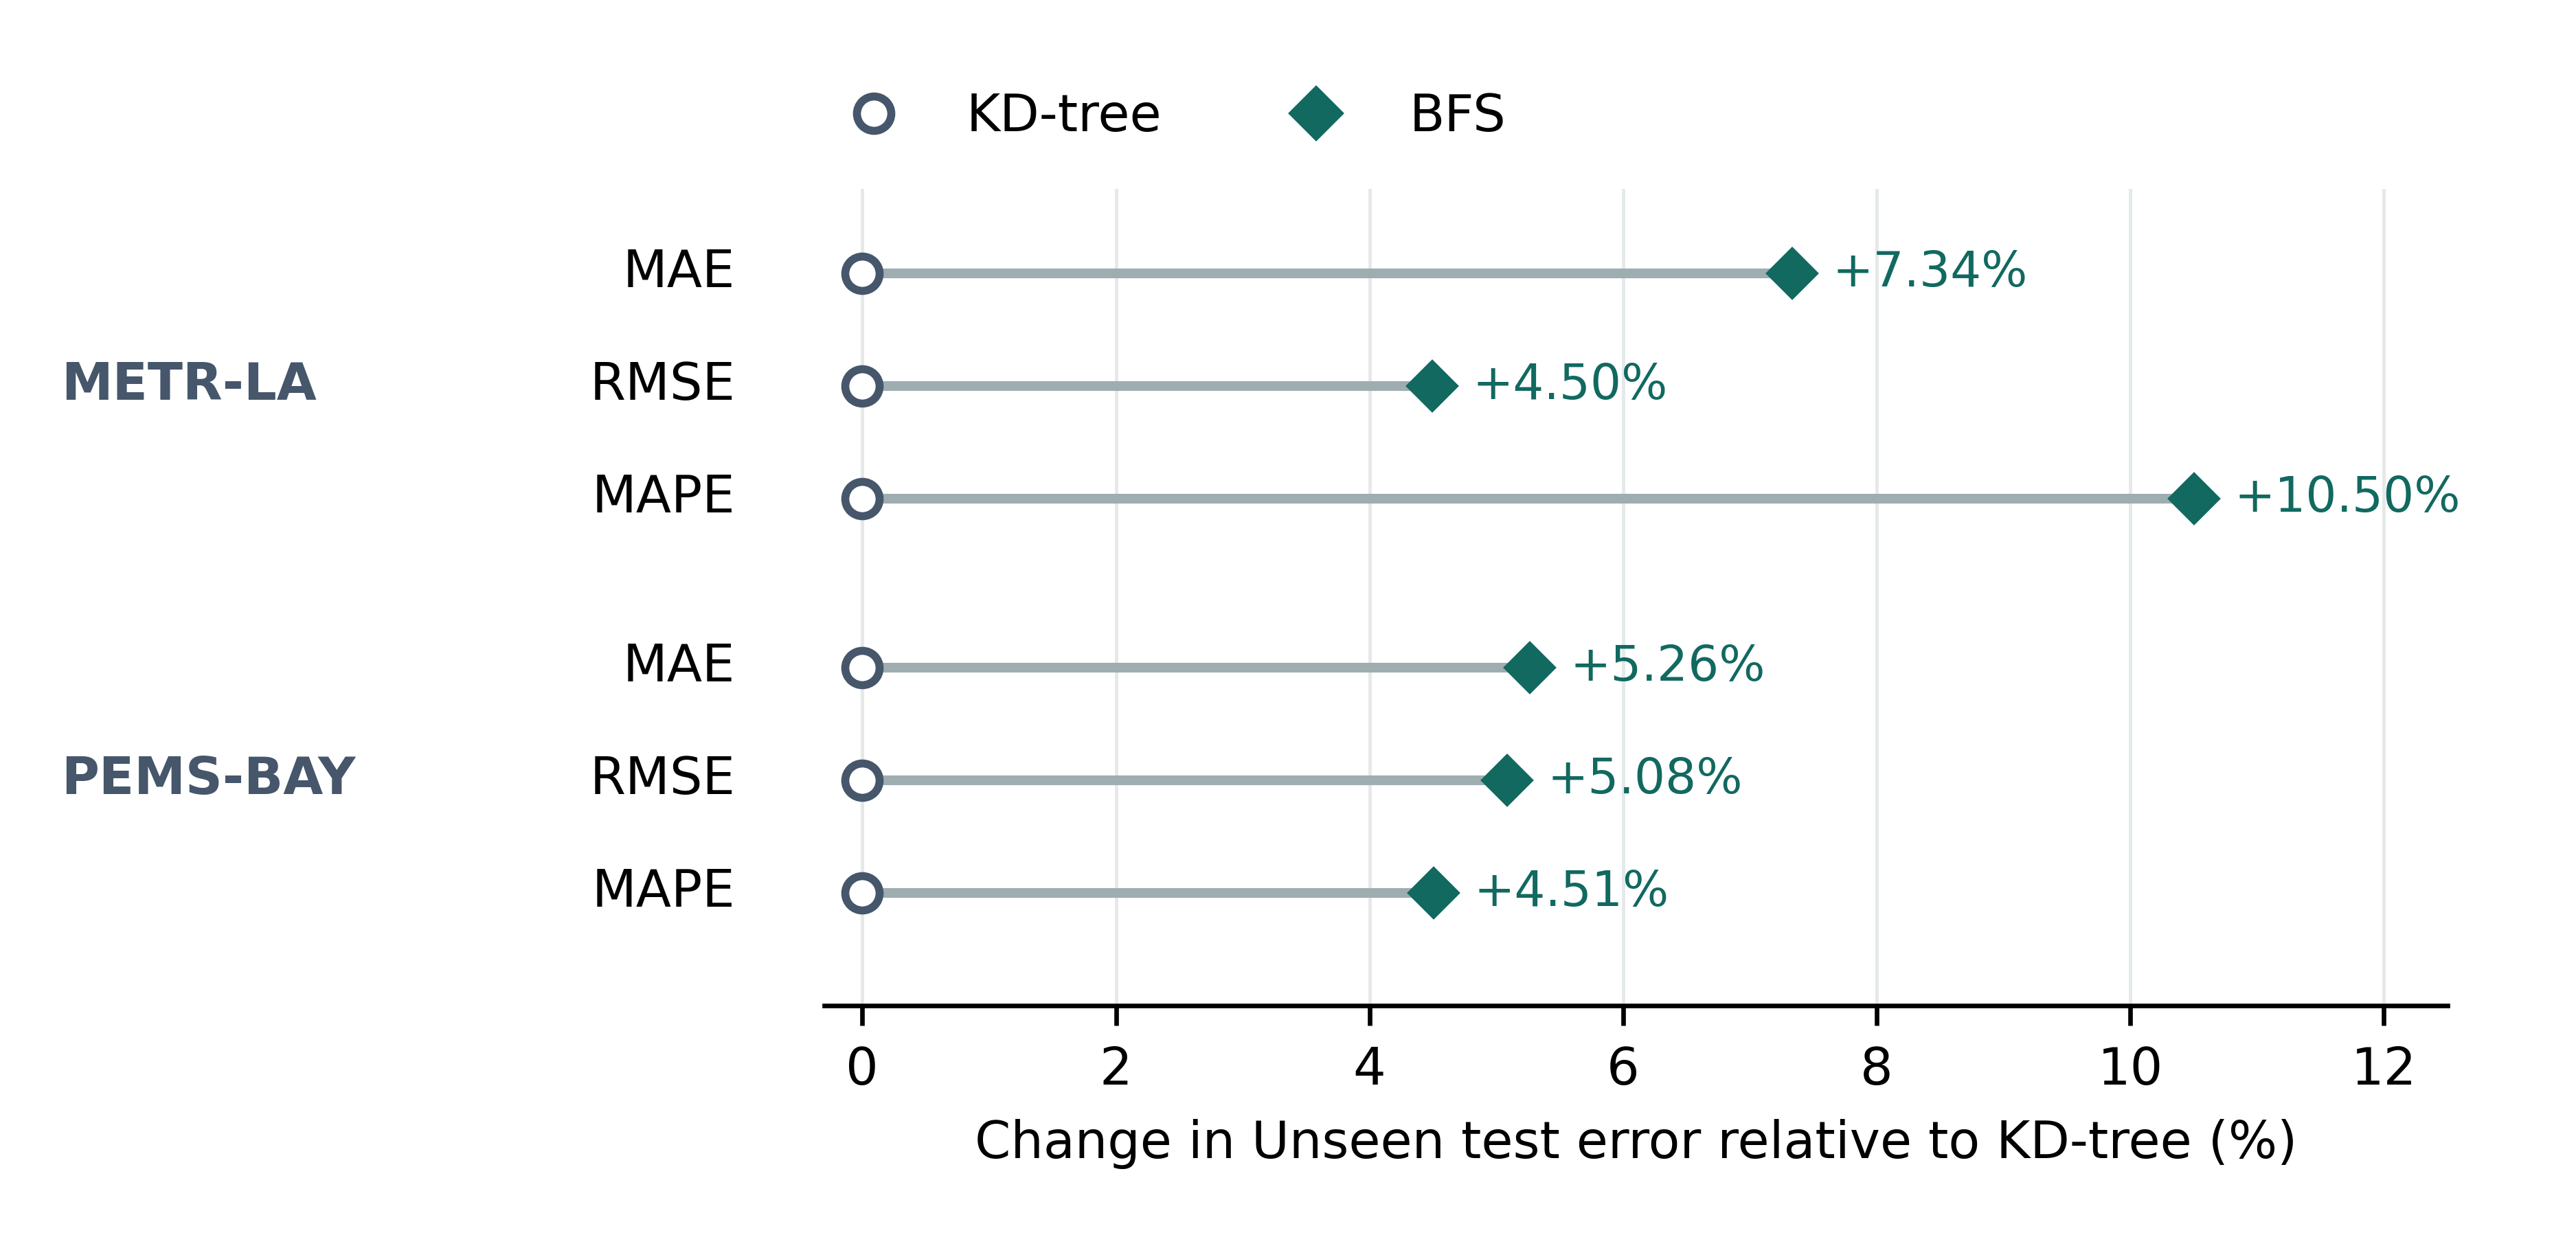 KD-tree BFS
MAE +7.34%
METR-LA RMSE +4.50%
MAPE +10.50%
MAE +5.26%
PEMS-BAY RMSE +5.08%
MAPE +4.51%
0 2 4 6 8 10 12
Change in Unseen test error relative to KD-tree (%)